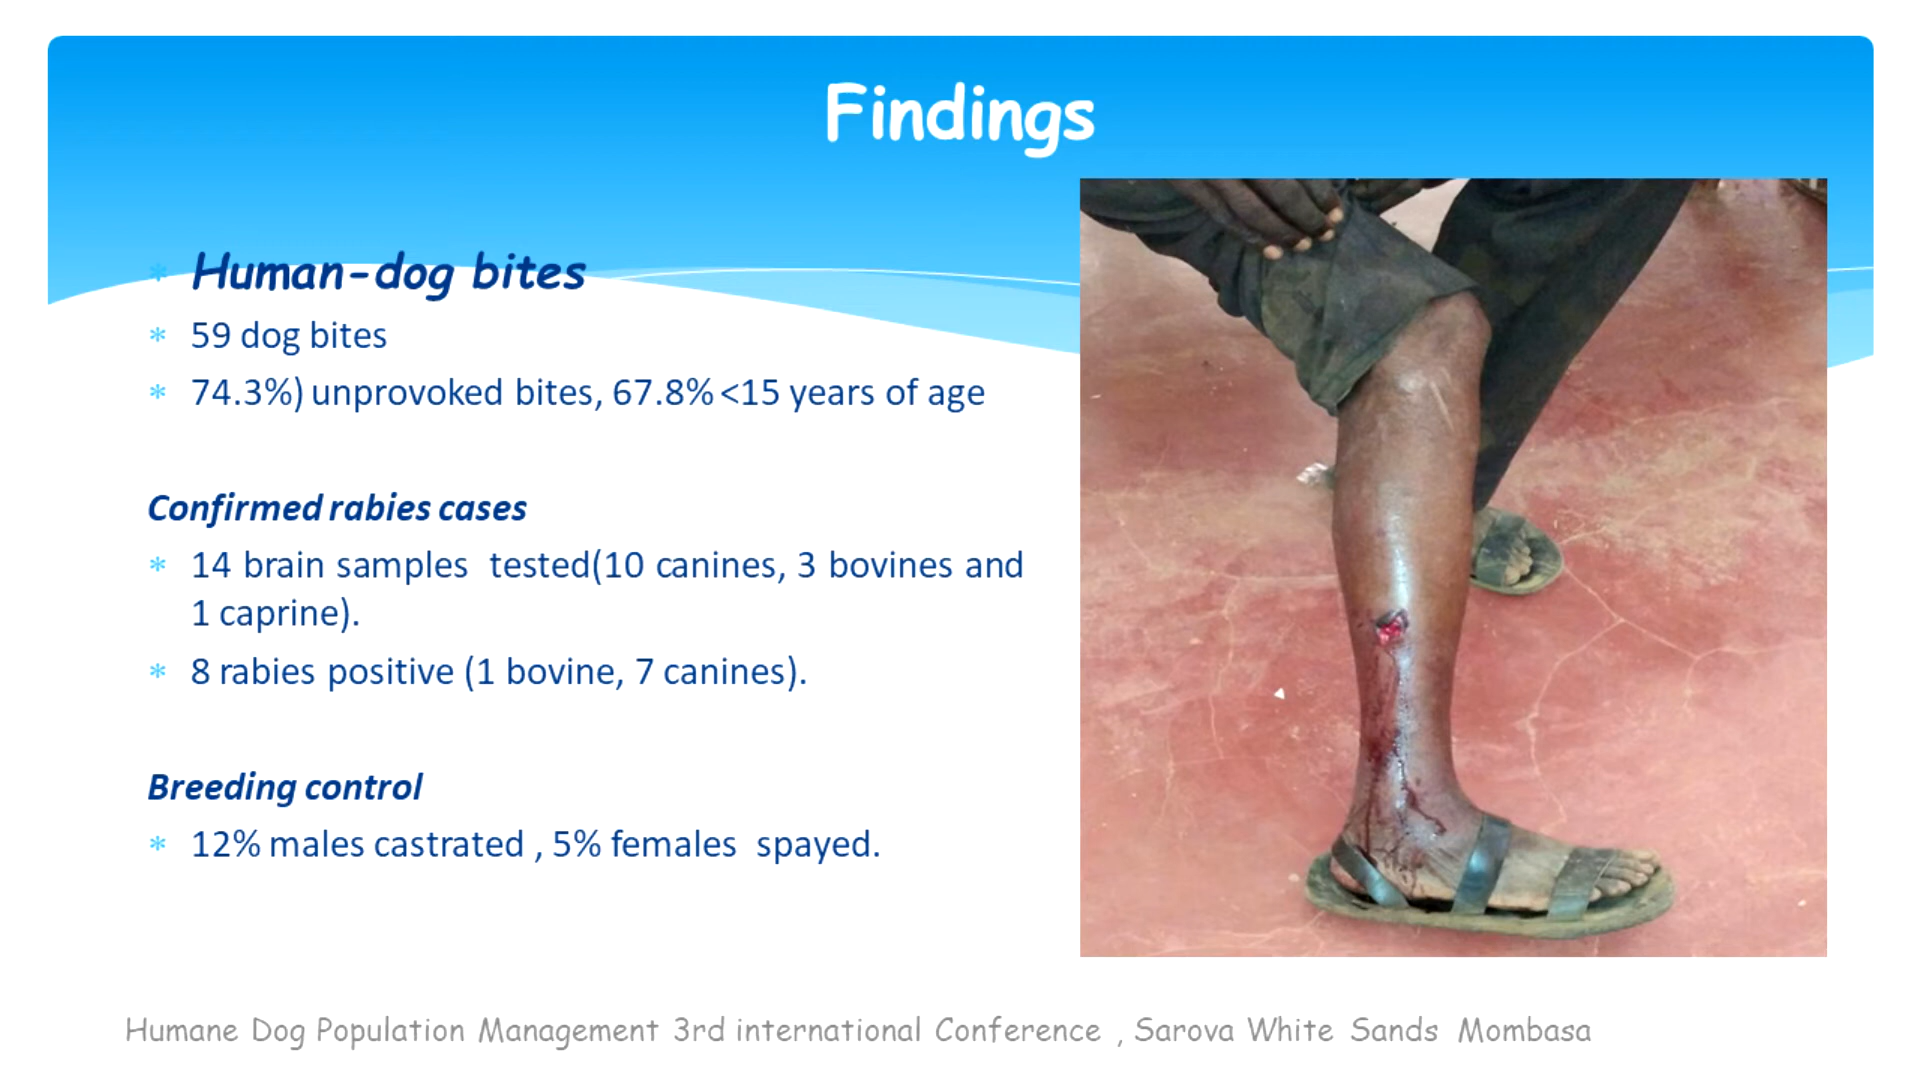 Findings
* Human-dog bites
* 59 dog bites
* 74.3%) unprovoked bites, 67.8% <15 years of age
Confirmed rabies cases
* 14 brain samples tested(10 canines, 3 bovines and
1 caprine).
* 8 rabies positive (1 bovine, 7 canines).
Breeding control
* 12% males castrated , 5% females spayed.
Humane Dog Population Management 3rd international Conference , Sarova White Sands Mombasa